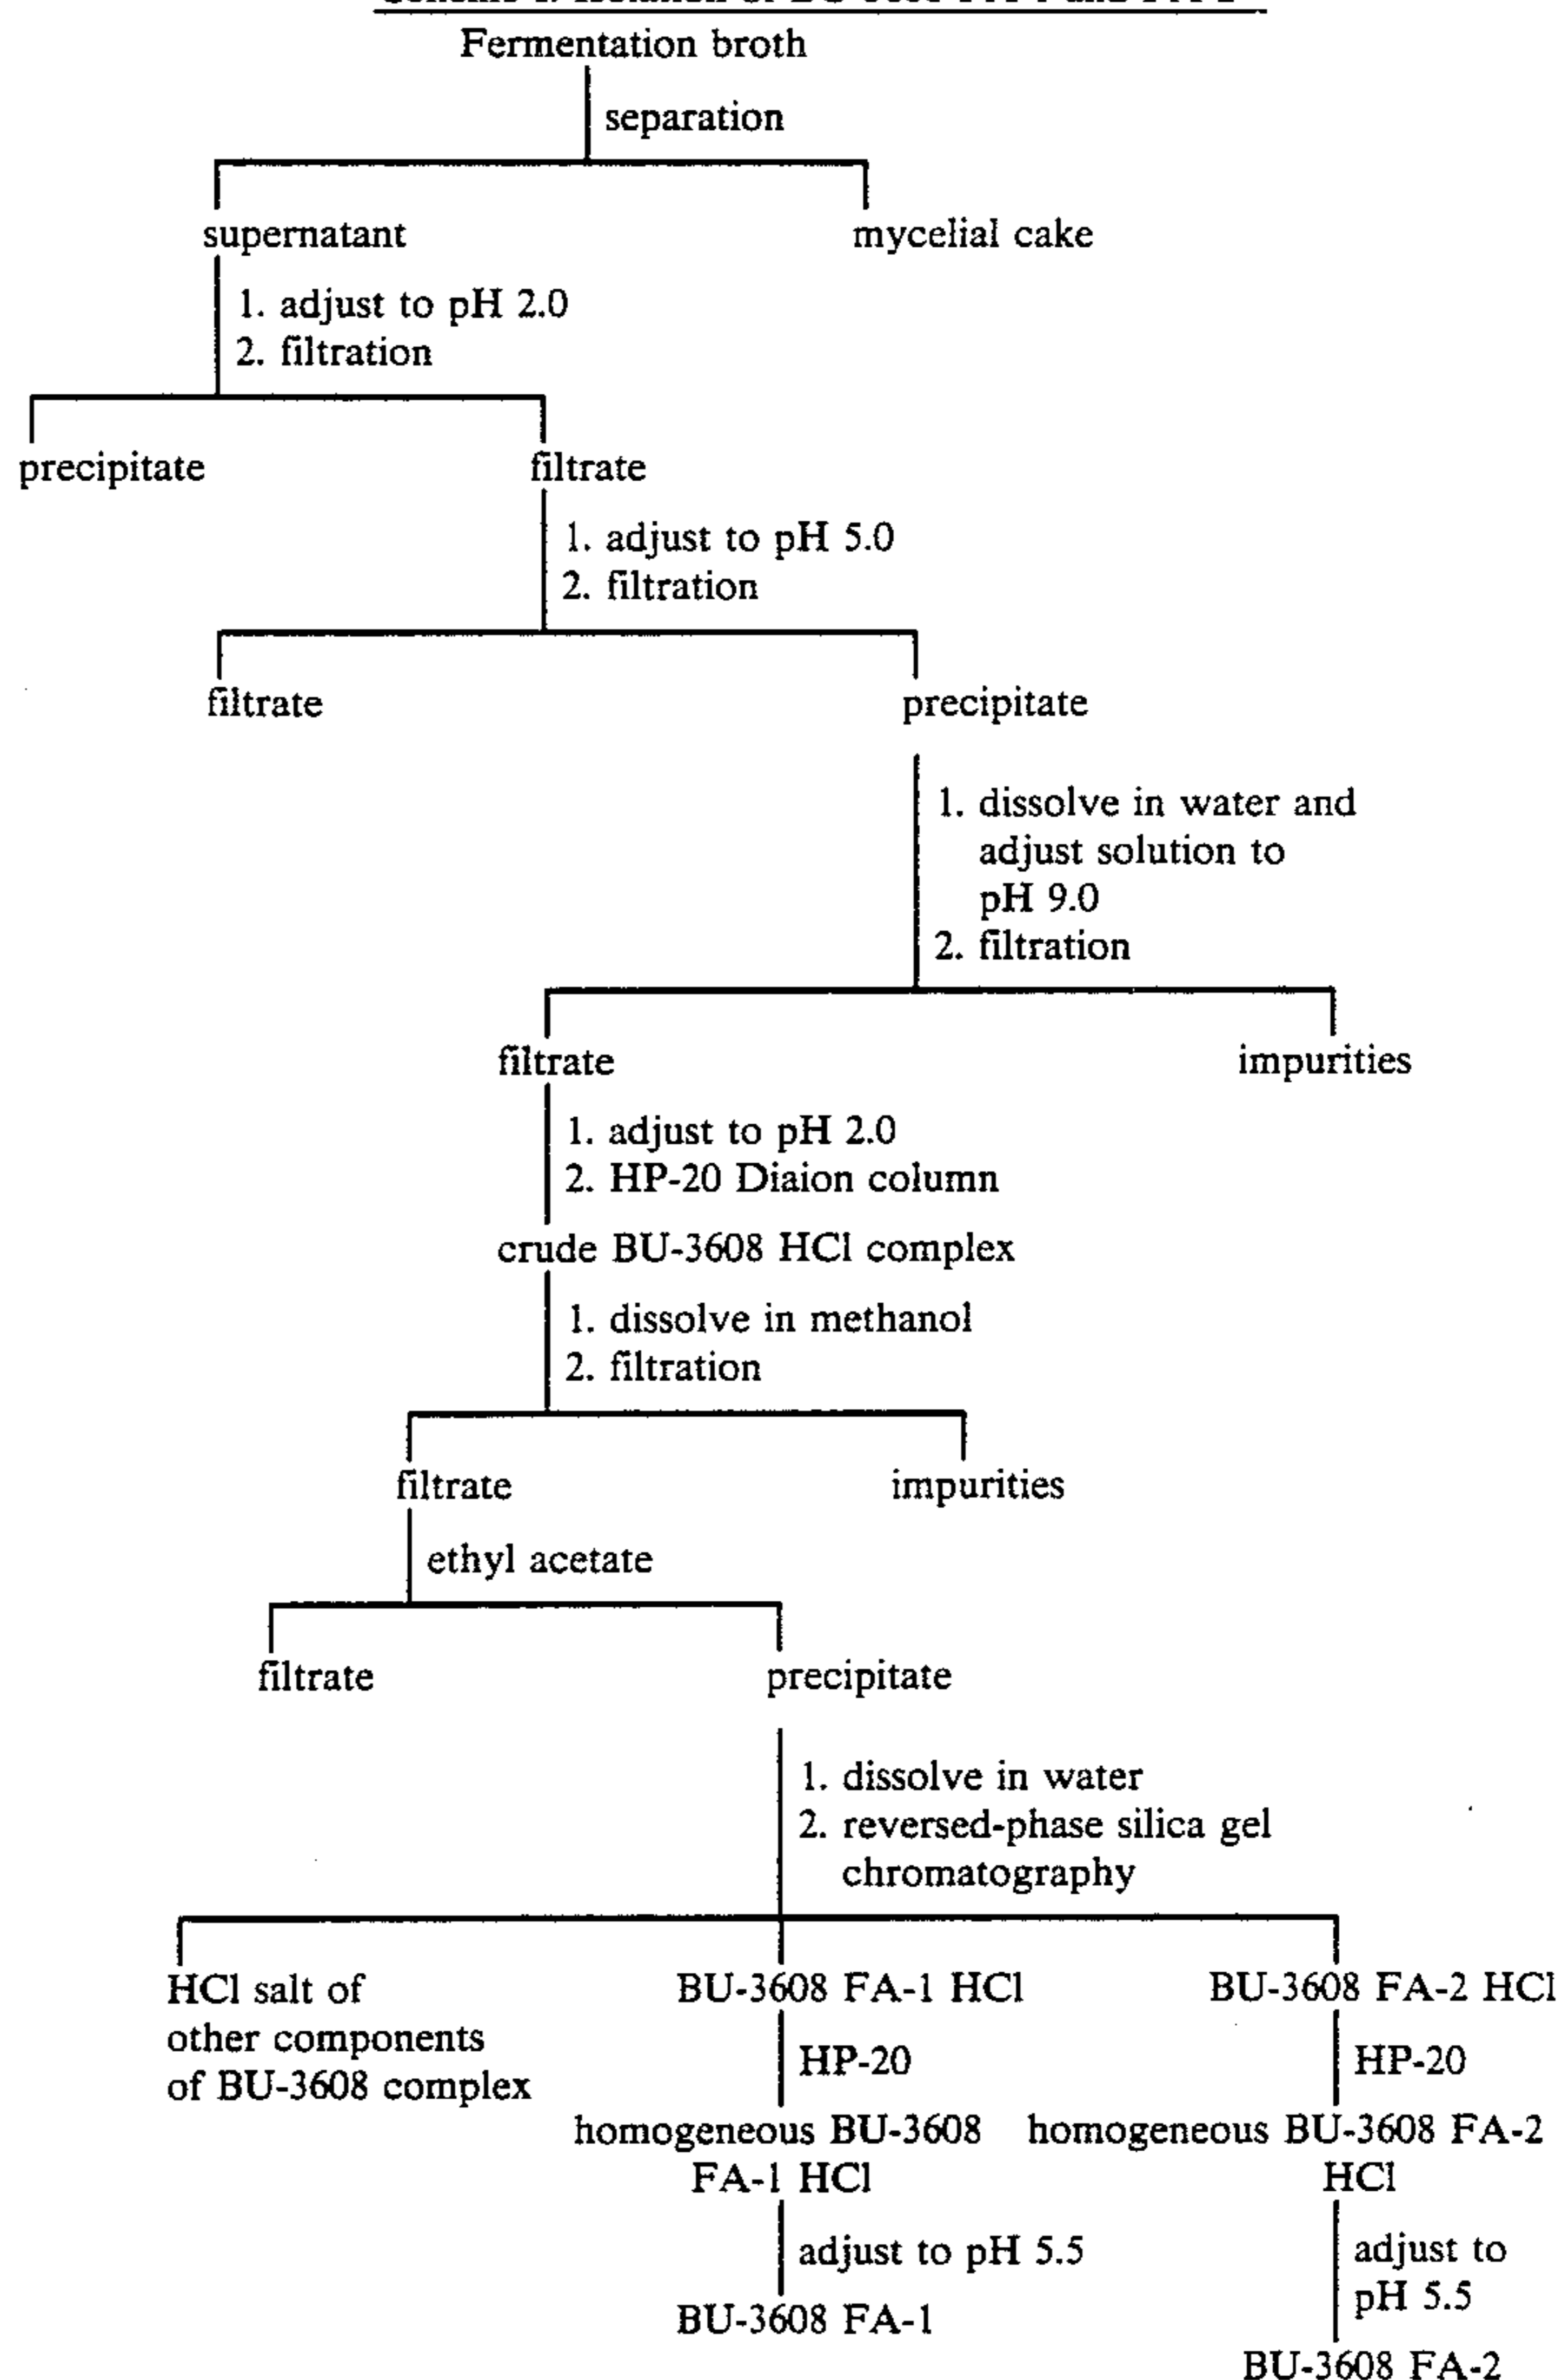 Fermentation broth
separation
supernatant
mycelial cake
1. adjust to pH 2.0
2. filtration
precipitate
filtrate
1. adjust to pH 5.0
2. filtration
filtrate
precipitate
1. dissolve in water and
adjust solution to
pH 9.0
2. filtration
filtrate
impurities
1. adjust to pH 2.0
2. HP-20 Diaion column
crude BU-3608 HCl complex
1. dissolve in methanol
2. filtration
filtrate
impurities
ethyl acetate
filtrate
precipitate
1. dissolve in water
2. reversed-phase silica gel
chromatography
HCl salt of
other components
of BU-3608 complex
BU-3608 FA-1 HCl
HP-20
homogeneous BU-3608
FA-1 HCl
adjust to pH 5.5
BU-3608 FA-1
BU-3608 FA-2 HCl
HP-20
homogeneous BU-3608 FA-2
HCl
adjust to
pH 5.5
BU-3608 FA-2